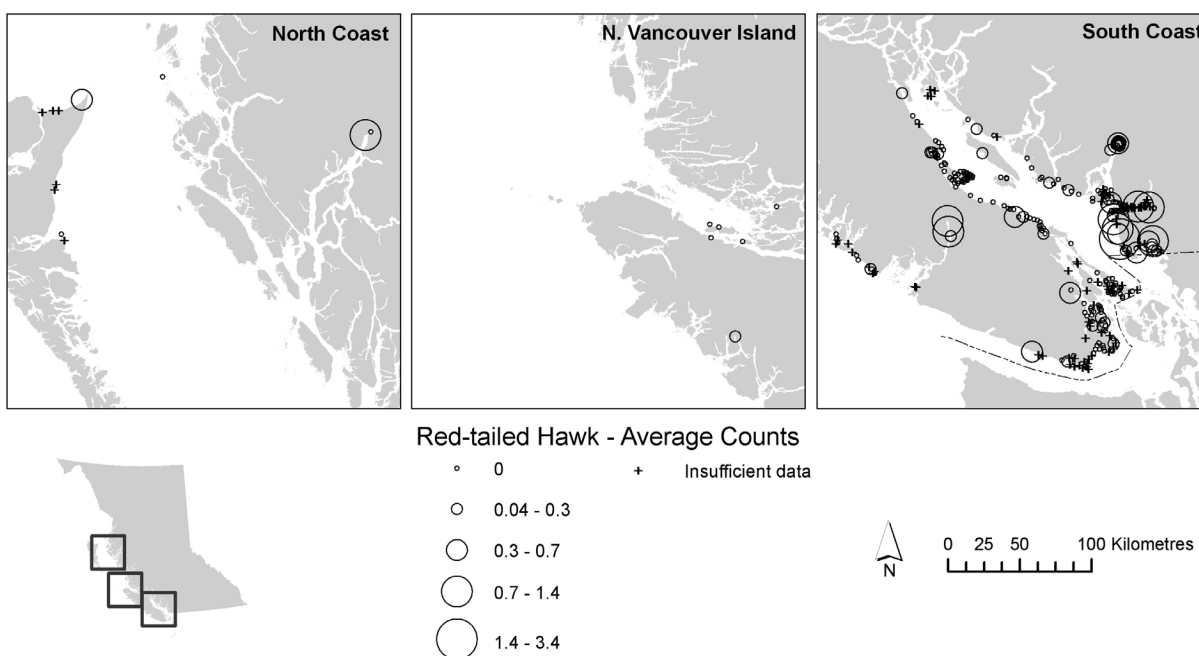 North Coast
N. Vancouver Island
South Coast
Red-tailed Hawk - Average Counts
0
+ Insufficient data
0.04 - 0.3
0.3 - 0.7
0.7 - 1.4
1.4 - 3.4
N
0 25 50 100 Kilometres